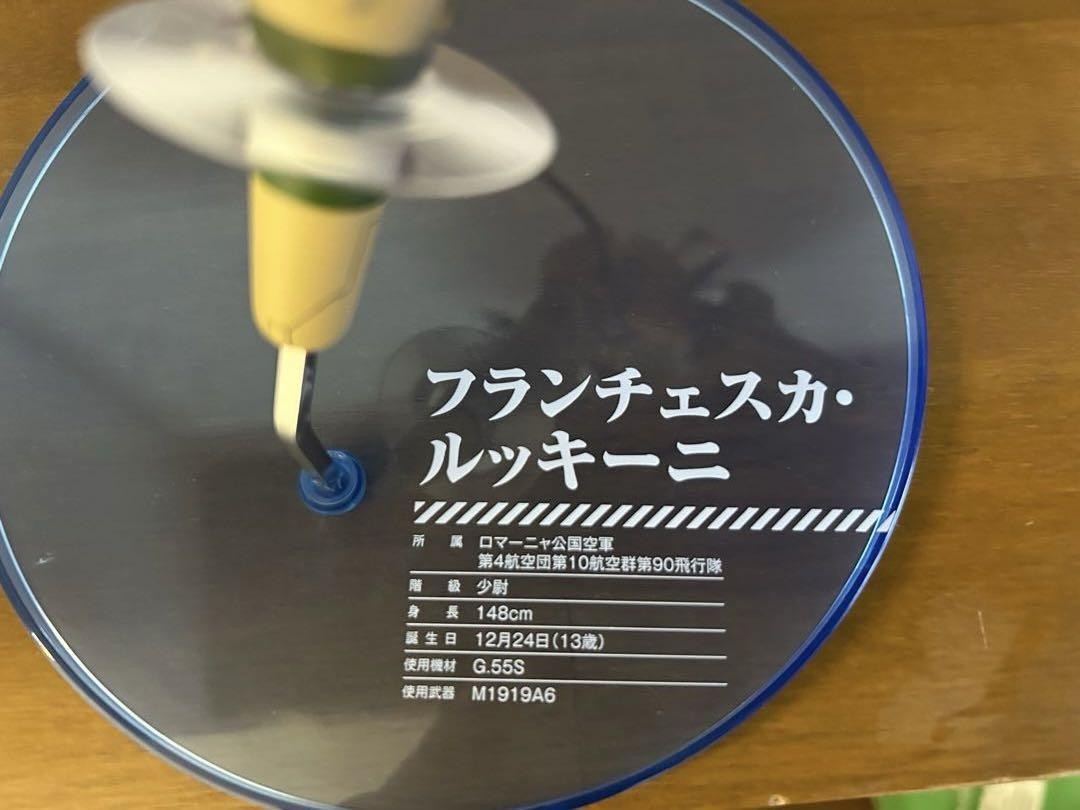 フランチェスカ・
ルッキーニ
所属 ロマーニャ公国空軍
第4航空団第10航空群第90飛行隊
階級 少尉
身長 148cm
誕生日 12月24日(13歳)
使用機材 G.55S
使用武器 M1919A6